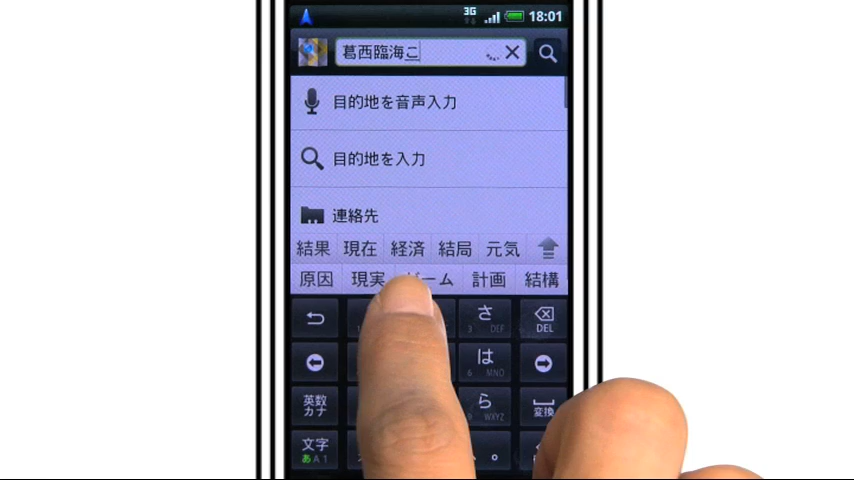 3G 18:01
葛西臨海こ
目的地を音声入力
目的地を入力
連絡先
結果 現在 経済 結局 元気
原因 現実 ゲーム 計画 結構
さ
3 DEF
DEL
は
6 MNO
英数
カナ
ら
9 WXYZ
変換
文字
あA1
。